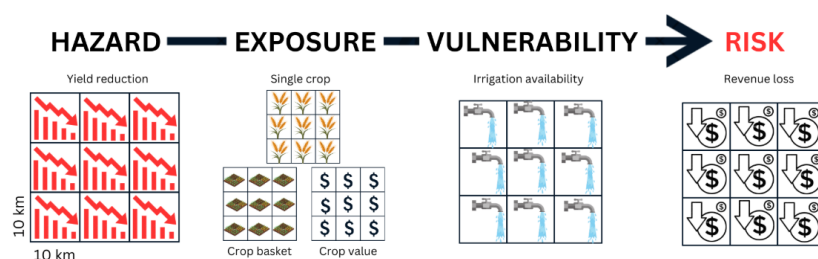 HAZARD EXPOSURE VULNERABILITY RISK
Yield reduction
Single crop
Irrigation availability
Revenue loss
10 km
10 km
Crop basket
Crop value